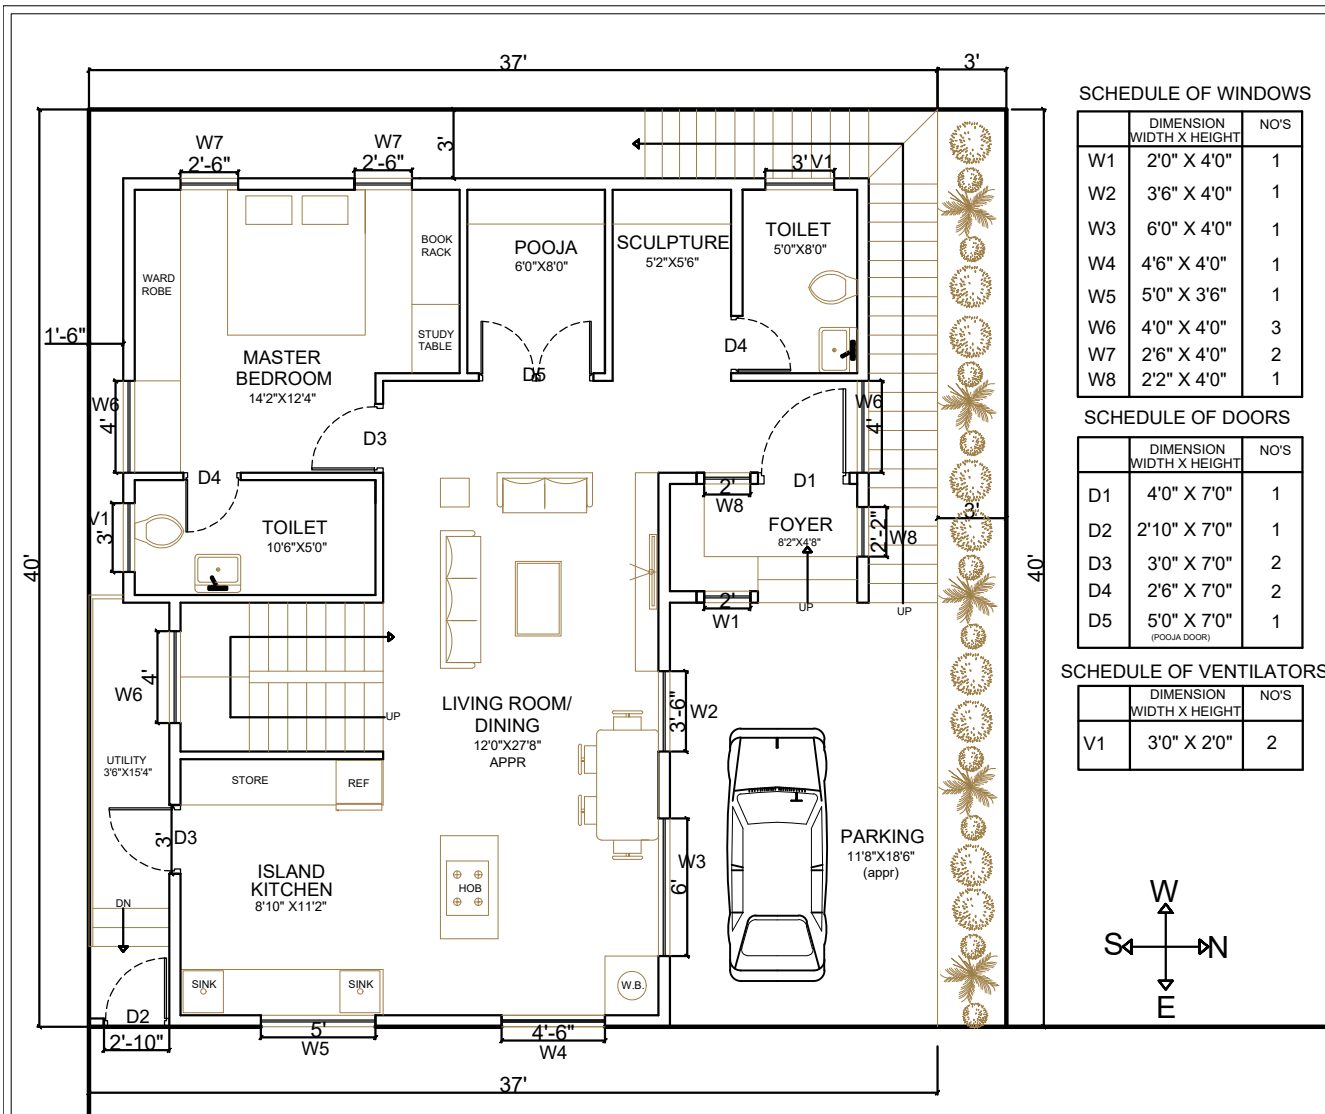 37'
3'
SCHEDULE OF WINDOWS
DIMENSION NO'S
WIDTH X HEIGHT
W1 2'0" X 4'0" 1
W2 3'6" X 4'0" 1
W3 6'0" X 4'0" 1
W4 4'6" X 4'0" 1
W5 5'0" X 3'6" 1
W6 4'0" X 4'0" 3
W7 2'6" X 4'0" 2
W8 2'2" X 4'0" 1
SCHEDULE OF DOORS
DIMENSION NO'S
WIDTH X HEIGHT
D1 4'0" X 7'0" 1
D2 2'10" X 7'0" 1
D3 3'0" X 7'0" 2
D4 2'6" X 7'0" 2
D5 5'0" X 7'0" 1
(POOJA DOOR)
SCHEDULE OF VENTILATORS
DIMENSION NO'S
WIDTH X HEIGHT
V1 3'0" X 2'0" 2
W
S N
E
W7
2'-6"
W7
2'-6"
3'
3' V1
BOOK
RACK
WARD
ROBE
STUDY
TABLE
MASTER
BEDROOM
14'2"X12'4"
POOJA
6'0"X8'0"
SCULPTURE
5'2"X5'6"
TOILET
5'0"X8'0"
1'-6"
D5
D4
W6
4'
D3
D4
W6
4'
D1
2'
W8
FOYER
8'2"X4'8"
2'-2"
W8
3'
V1
3'
TOILET
10'6"X5'0"
40'
40'
2'
W1
UP
UP
W6
4'
UP
LIVING ROOM/
DINING
12'0"X27'8"
APPR
3'-6"
W2
UTILITY
3'6"X15'4"
STORE
REF
D3
3'
W3
6'
PARKING
11'8"X18'6"
(appr)
ISLAND
KITCHEN
8'10" X11'2"
HOB
DN
SINK
SINK
W.B.
D2
2'-10"
5'
W5
4'-6"
W4
37'